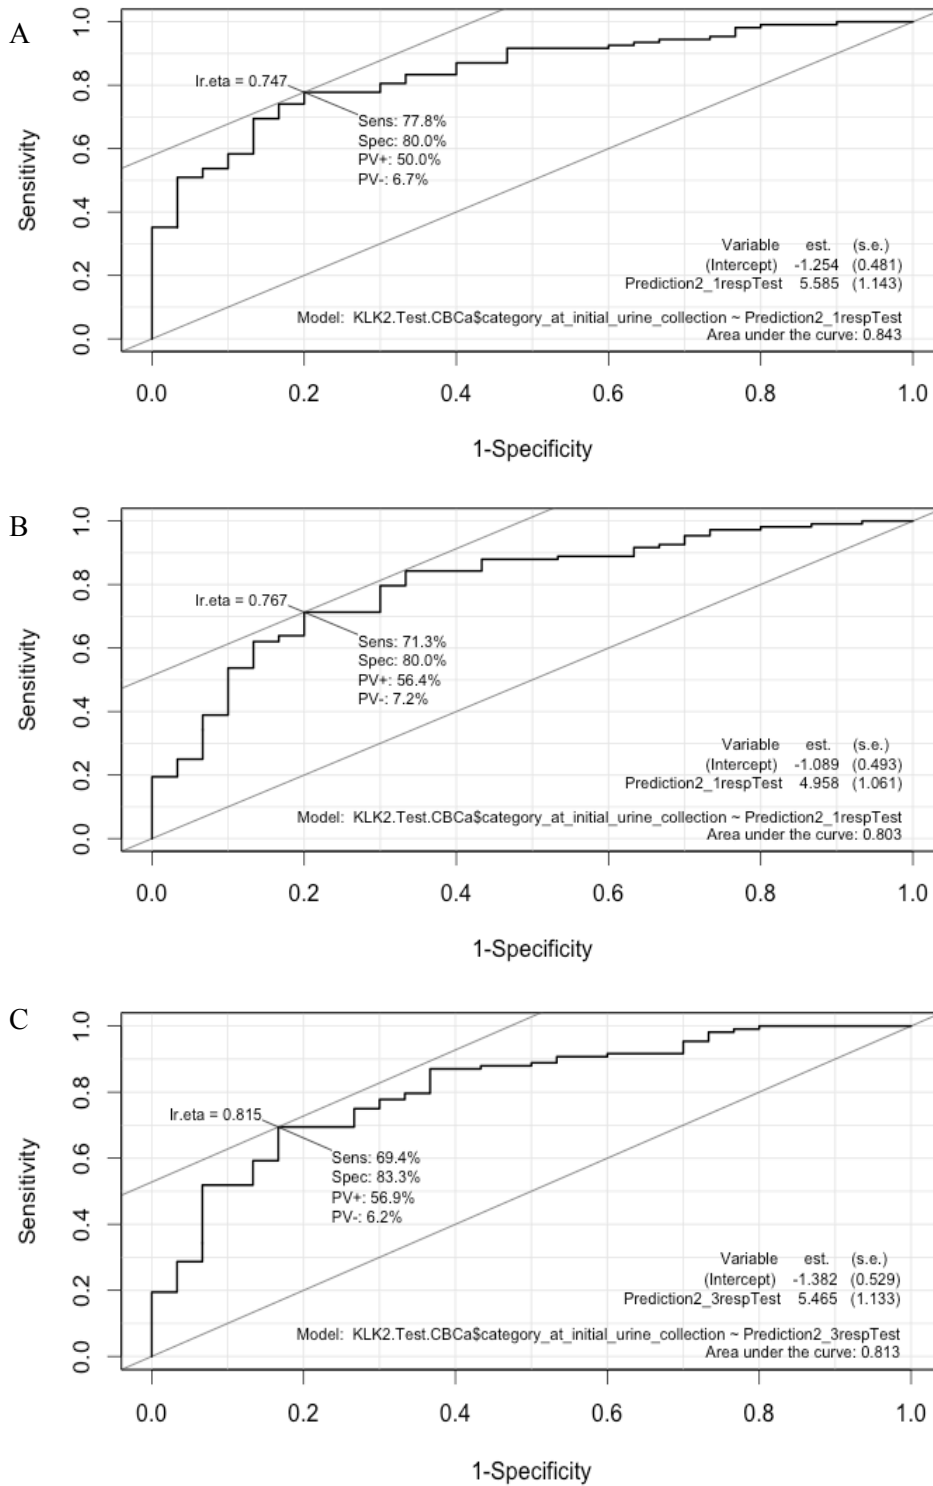 A
Sensitivity
0.0 0.2 0.4 0.6 0.8 1.0
lr.eta = 0.747
Sens: 77.8%
Spec: 80.0%
PV+: 50.0%
PV-: 6.7%
Variable est. (s.e.)
(Intercept) -1.254 (0.481)
Prediction2_1respTest 5.585 (1.143)
Model: KLK2.Test.CBCa$category_at_initial_urine_collection ~ Prediction2_1respTest
Area under the curve: 0.843
0.0 0.2 0.4 0.6 0.8 1.0
1-Specificity
B
Sensitivity
0.0 0.2 0.4 0.6 0.8 1.0
lr.eta = 0.767
Sens: 71.3%
Spec: 80.0%
PV+: 56.4%
PV-: 7.2%
Variable est. (s.e.)
(Intercept) -1.089 (0.493)
Prediction2_1respTest 4.958 (1.061)
Model: KLK2.Test.CBCa$category_at_initial_urine_collection ~ Prediction2_1respTest
Area under the curve: 0.803
0.0 0.2 0.4 0.6 0.8 1.0
1-Specificity
C
Sensitivity
0.0 0.2 0.4 0.6 0.8 1.0
lr.eta = 0.815
Sens: 69.4%
Spec: 83.3%
PV+: 56.9%
PV-: 6.2%
Variable est. (s.e.)
(Intercept) -1.382 (0.529)
Prediction2_3respTest 5.465 (1.133)
Model: KLK2.Test.CBCa$category_at_initial_urine_collection ~ Prediction2_3respTest
Area under the curve: 0.813
0.0 0.2 0.4 0.6 0.8 1.0
1-Specificity